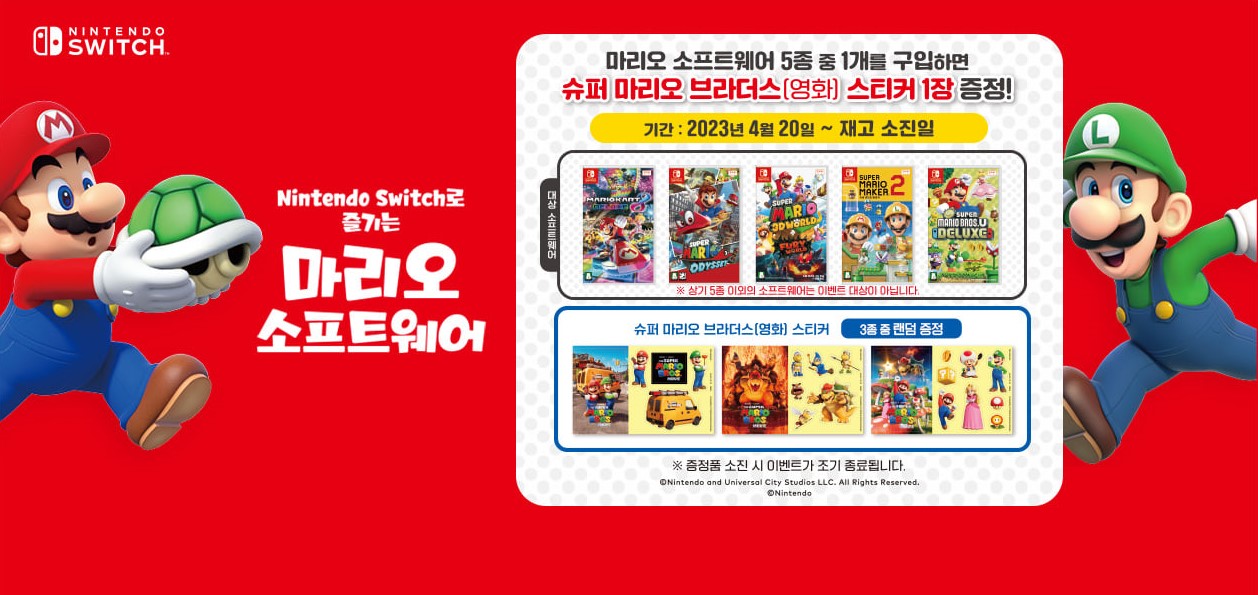 NINTENDO
SWITCH
Nintendo Switch로
즐기는
마리오
소프트웨어
마리오 소프트웨어 5종 중 1개를 구입하면
슈퍼 마리오 브라더스(영화) 스티커 1장 증정!
기간 : 2023년 4월 20일 ~ 재고 소진일
대상 소프트웨어
MARIO KART 8
DELUXE
SUPER
MARIO
ODYSSEY
SUPER
MARIO
3D WORLD
FURY
WORLD
SUPER
MARIO
MAKER 2
SUPER
MARIO BROS. U
DELUXE
※ 상기 5종 이외의 소프트웨어는 이벤트 대상이 아닙니다.
슈퍼 마리오 브라더스(영화) 스티커
3종 중 랜덤 증정
※ 증정품 소진 시 이벤트가 조기 종료됩니다.
©Nintendo and Universal City Studios LLC. All Rights Reserved.
©Nintendo